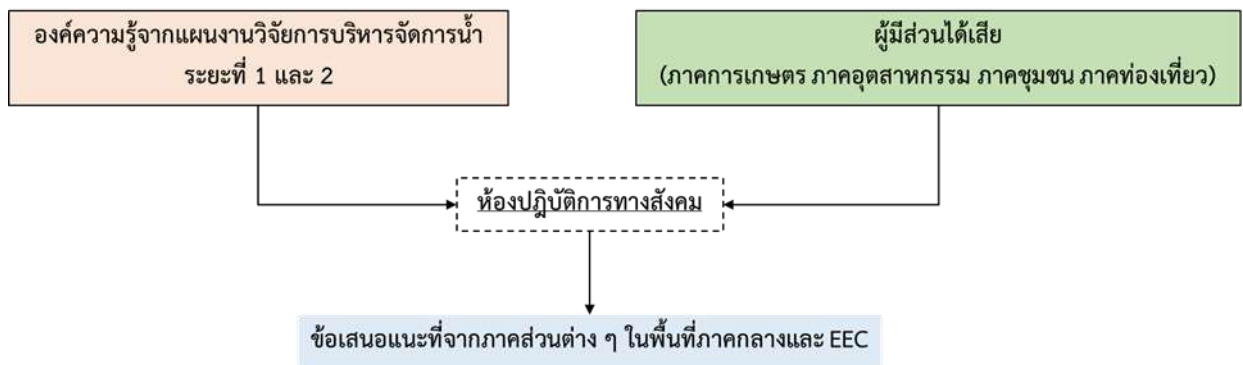 องค์ความรู้จากแผนงานวิจัยการบริหารจัดการน้ำ
ระยะที่ 1 และ 2
ผู้มีส่วนได้เสีย
(ภาคการเกษตร ภาคอุตสาหกรรม ภาคชุมชน ภาคท่องเที่ยว)
ห้องปฎิบัติการทางสังคม
ข้อเสนอแนะที่จากภาคส่วนต่าง ๆ ในพื้นที่ภาคกลางและ EEC